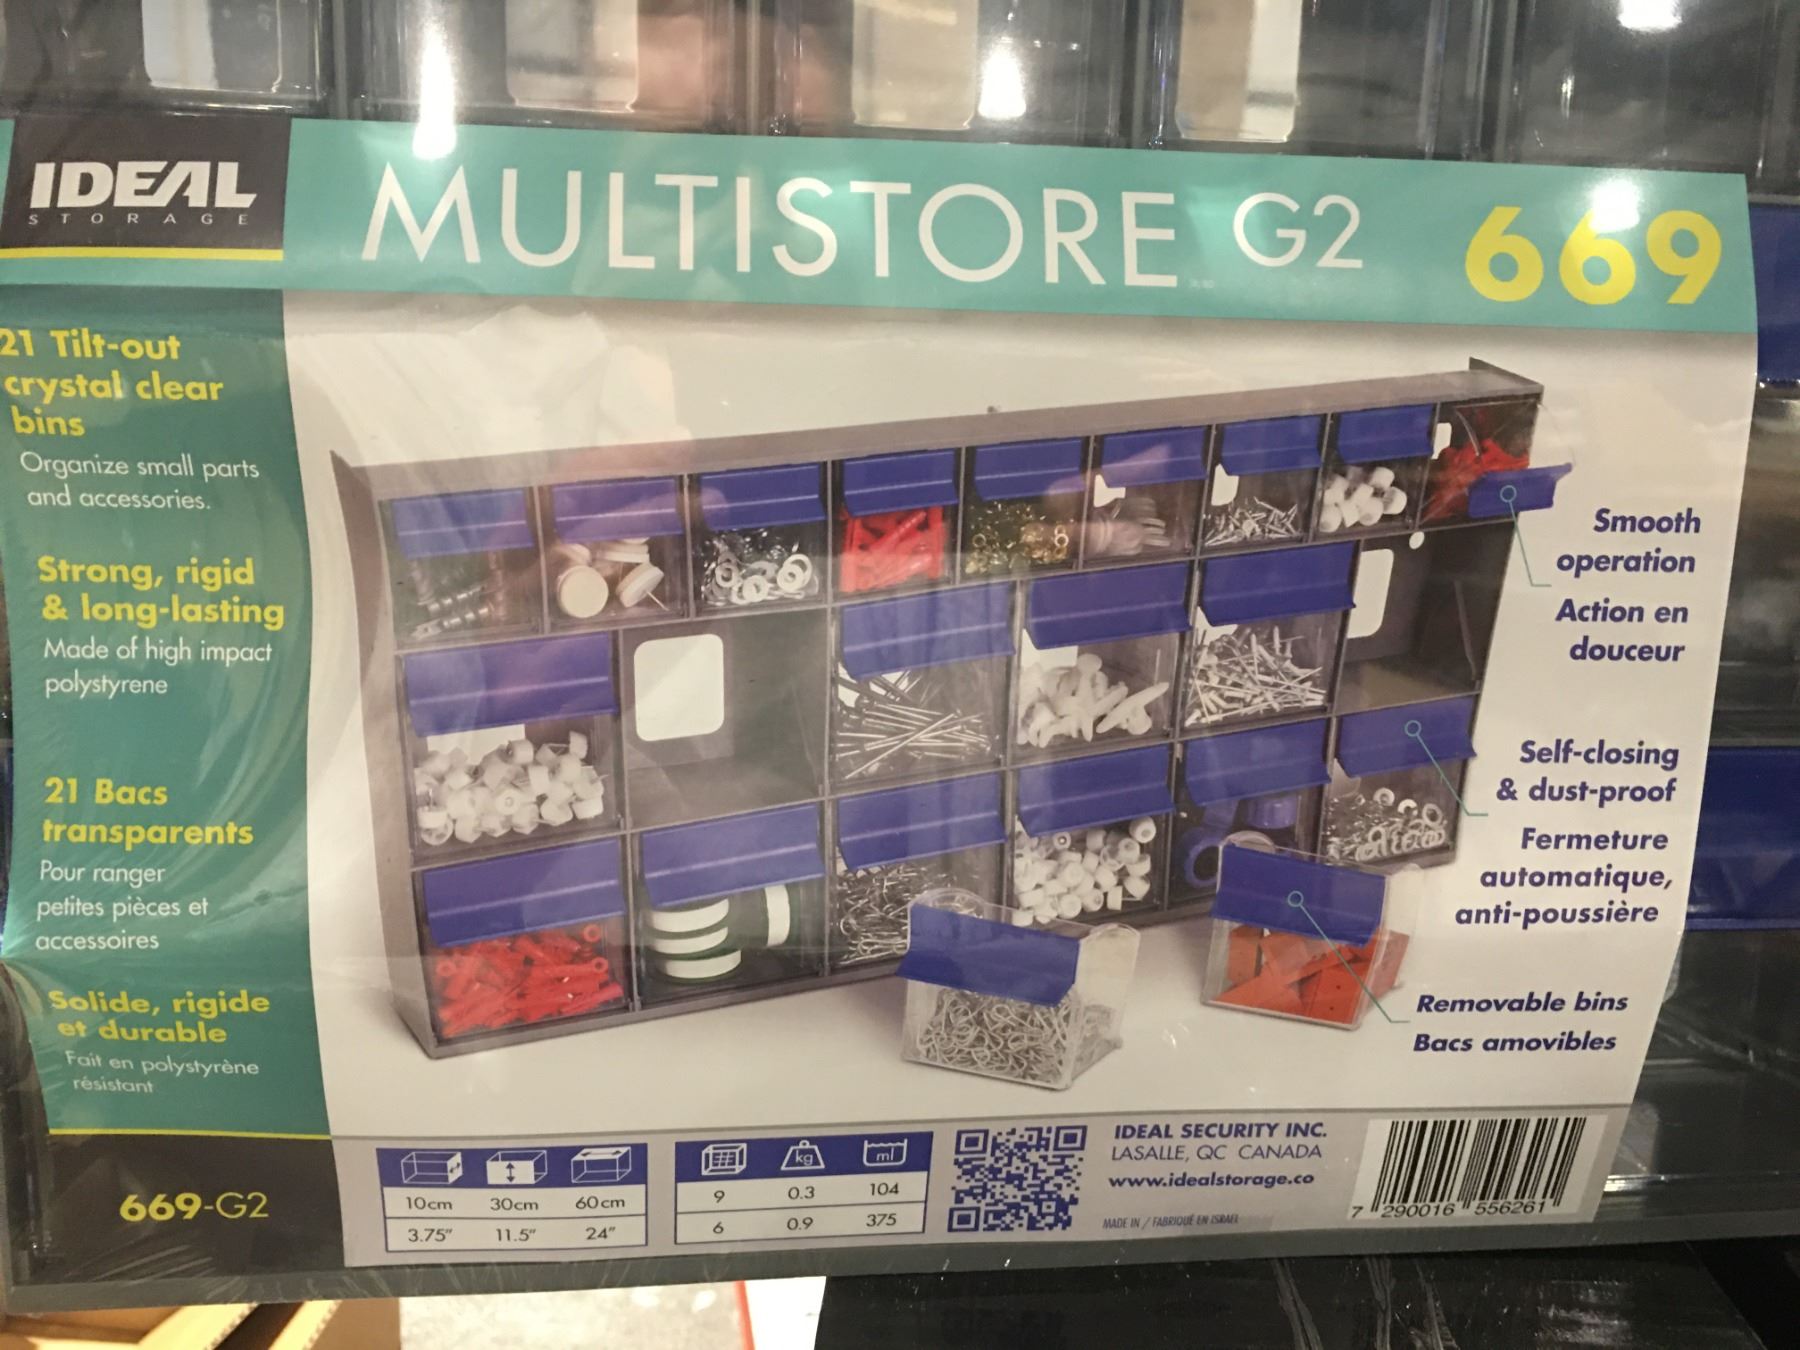 IDEAL
STORAGE
MULTISTORE G2 669
21 Tilt-out
crystal clear
bins
Organize small parts
and accessories.
Strong, rigid
& long-lasting
Made of high impact
polystyrene
21 Bacs
transparents
Pour ranger
petites pièces et
accessoires
Solide, rigide
et durable
Fait en polystyrène
résistant
669-G2
Smooth
operation
Action en
douceur
Self-closing
& dust-proof
Fermeture
automatique,
anti-poussière
Removable bins
Bacs amovibles
10cm 30cm 60cm
3.75" 11.5" 24"
kg ml
9 0.3 104
6 0.9 375
IDEAL SECURITY INC.
LASALLE, QC CANADA
www.idealstorage.co
MADE IN / FABRIQUÉ EN ISRAEL
7 290016 556261